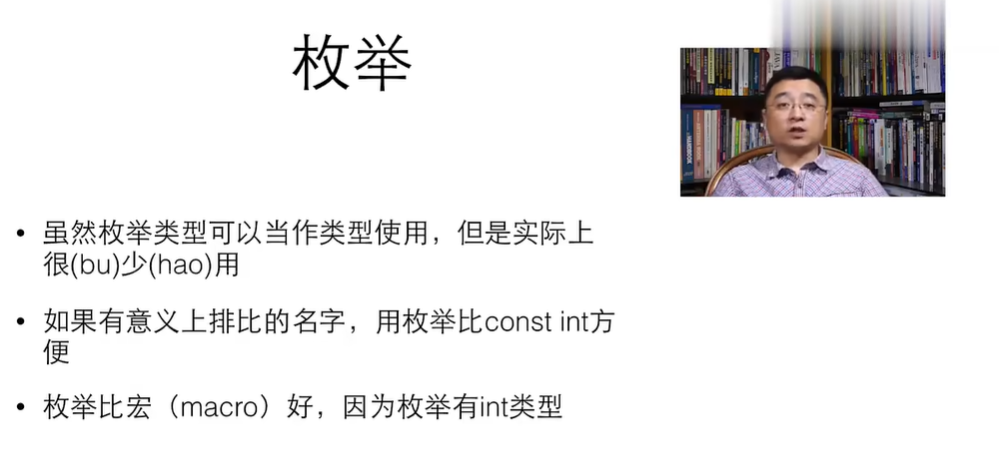 枚举
• 虽然枚举类型可以当作类型使用，但是实际上
很(bu)少(hao)用
• 如果有意义上排比的名字，用枚举比const int方
便
• 枚举比宏（macro）好，因为枚举有int类型